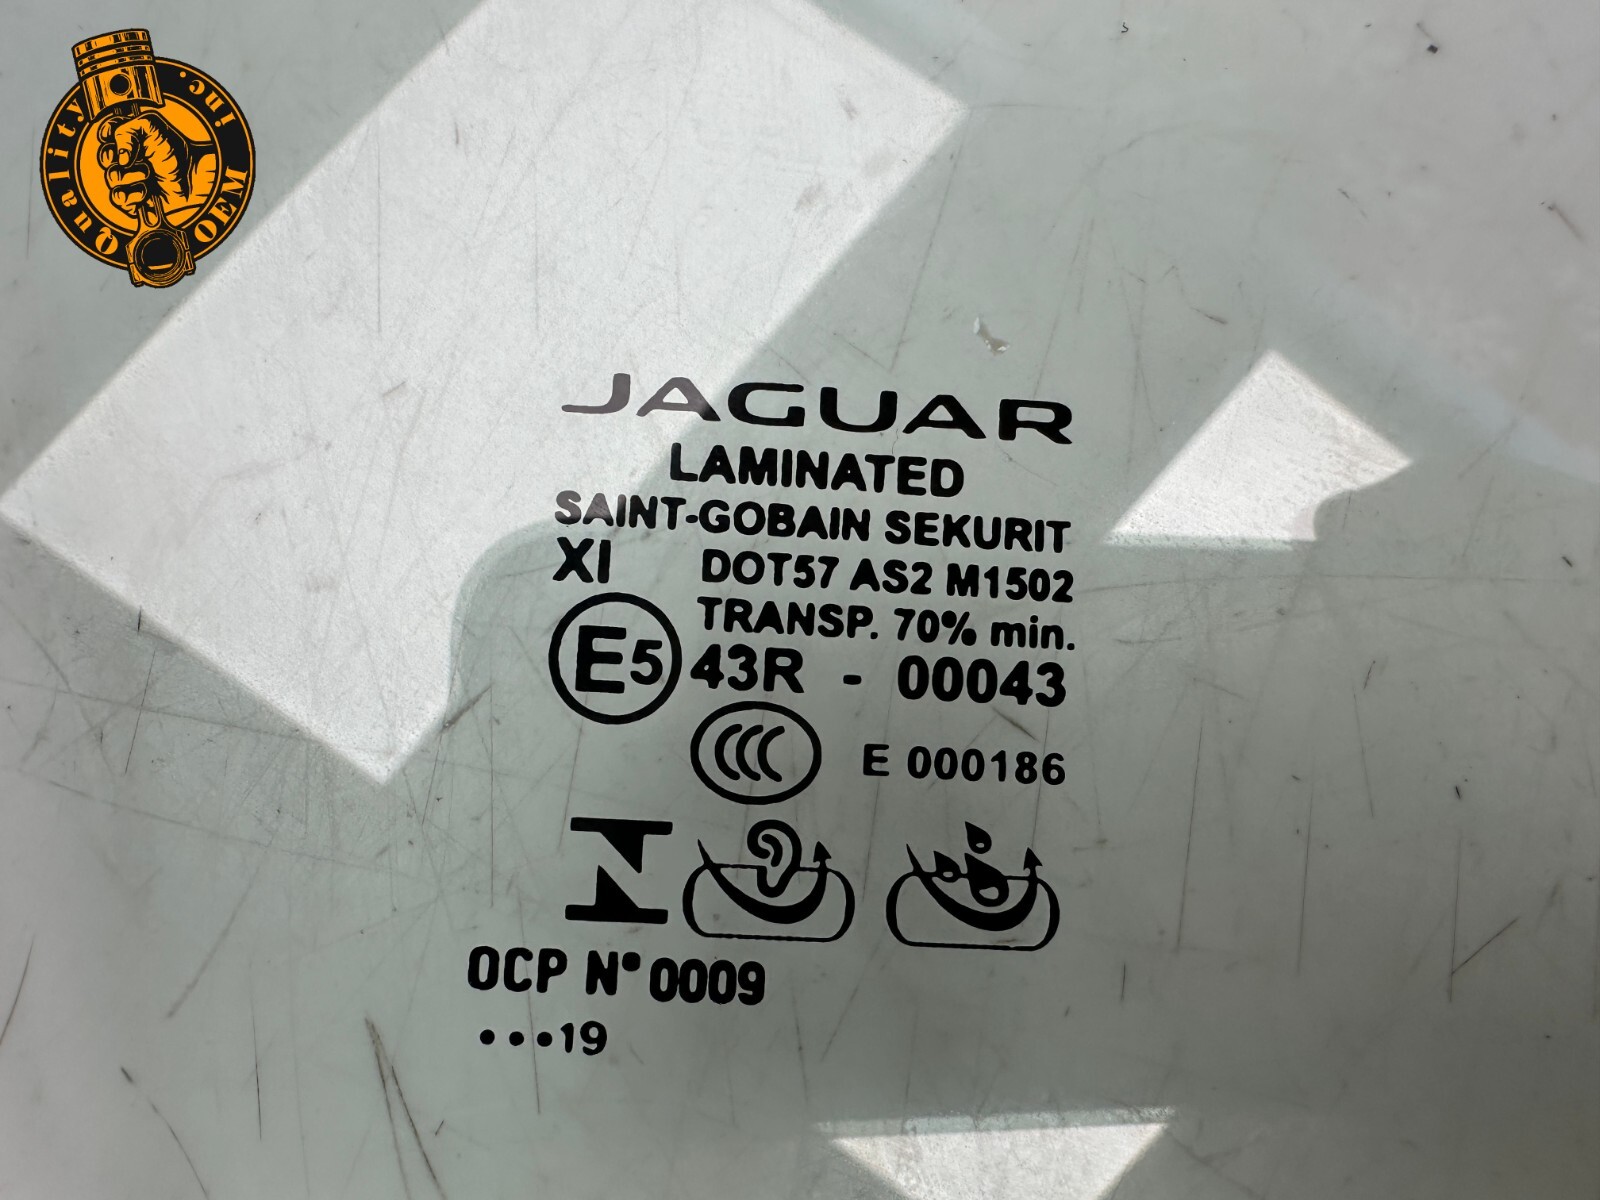 Quality OEM inc.
JAGUAR
LAMINATED
SAINT-GOBAIN SEKURIT
XI DOT57 AS2 M1502
TRANSP. 70% min.
E5 43R - 00043
CCC E 000186
OCP N° 0009
•••19